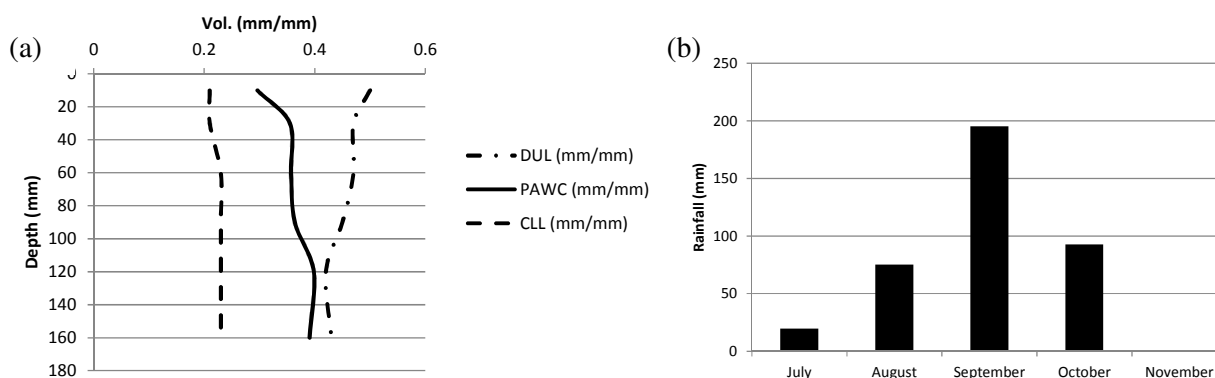 (a)
Vol. (mm/mm)
0 0.2 0.4 0.6
Depth (mm)
20
40
60
80
100
120
140
160
180
DUL (mm/mm)
PAWC (mm/mm)
CLL (mm/mm)
(b)
Rainfall (mm)
250
200
150
100
50
0
July August September October November